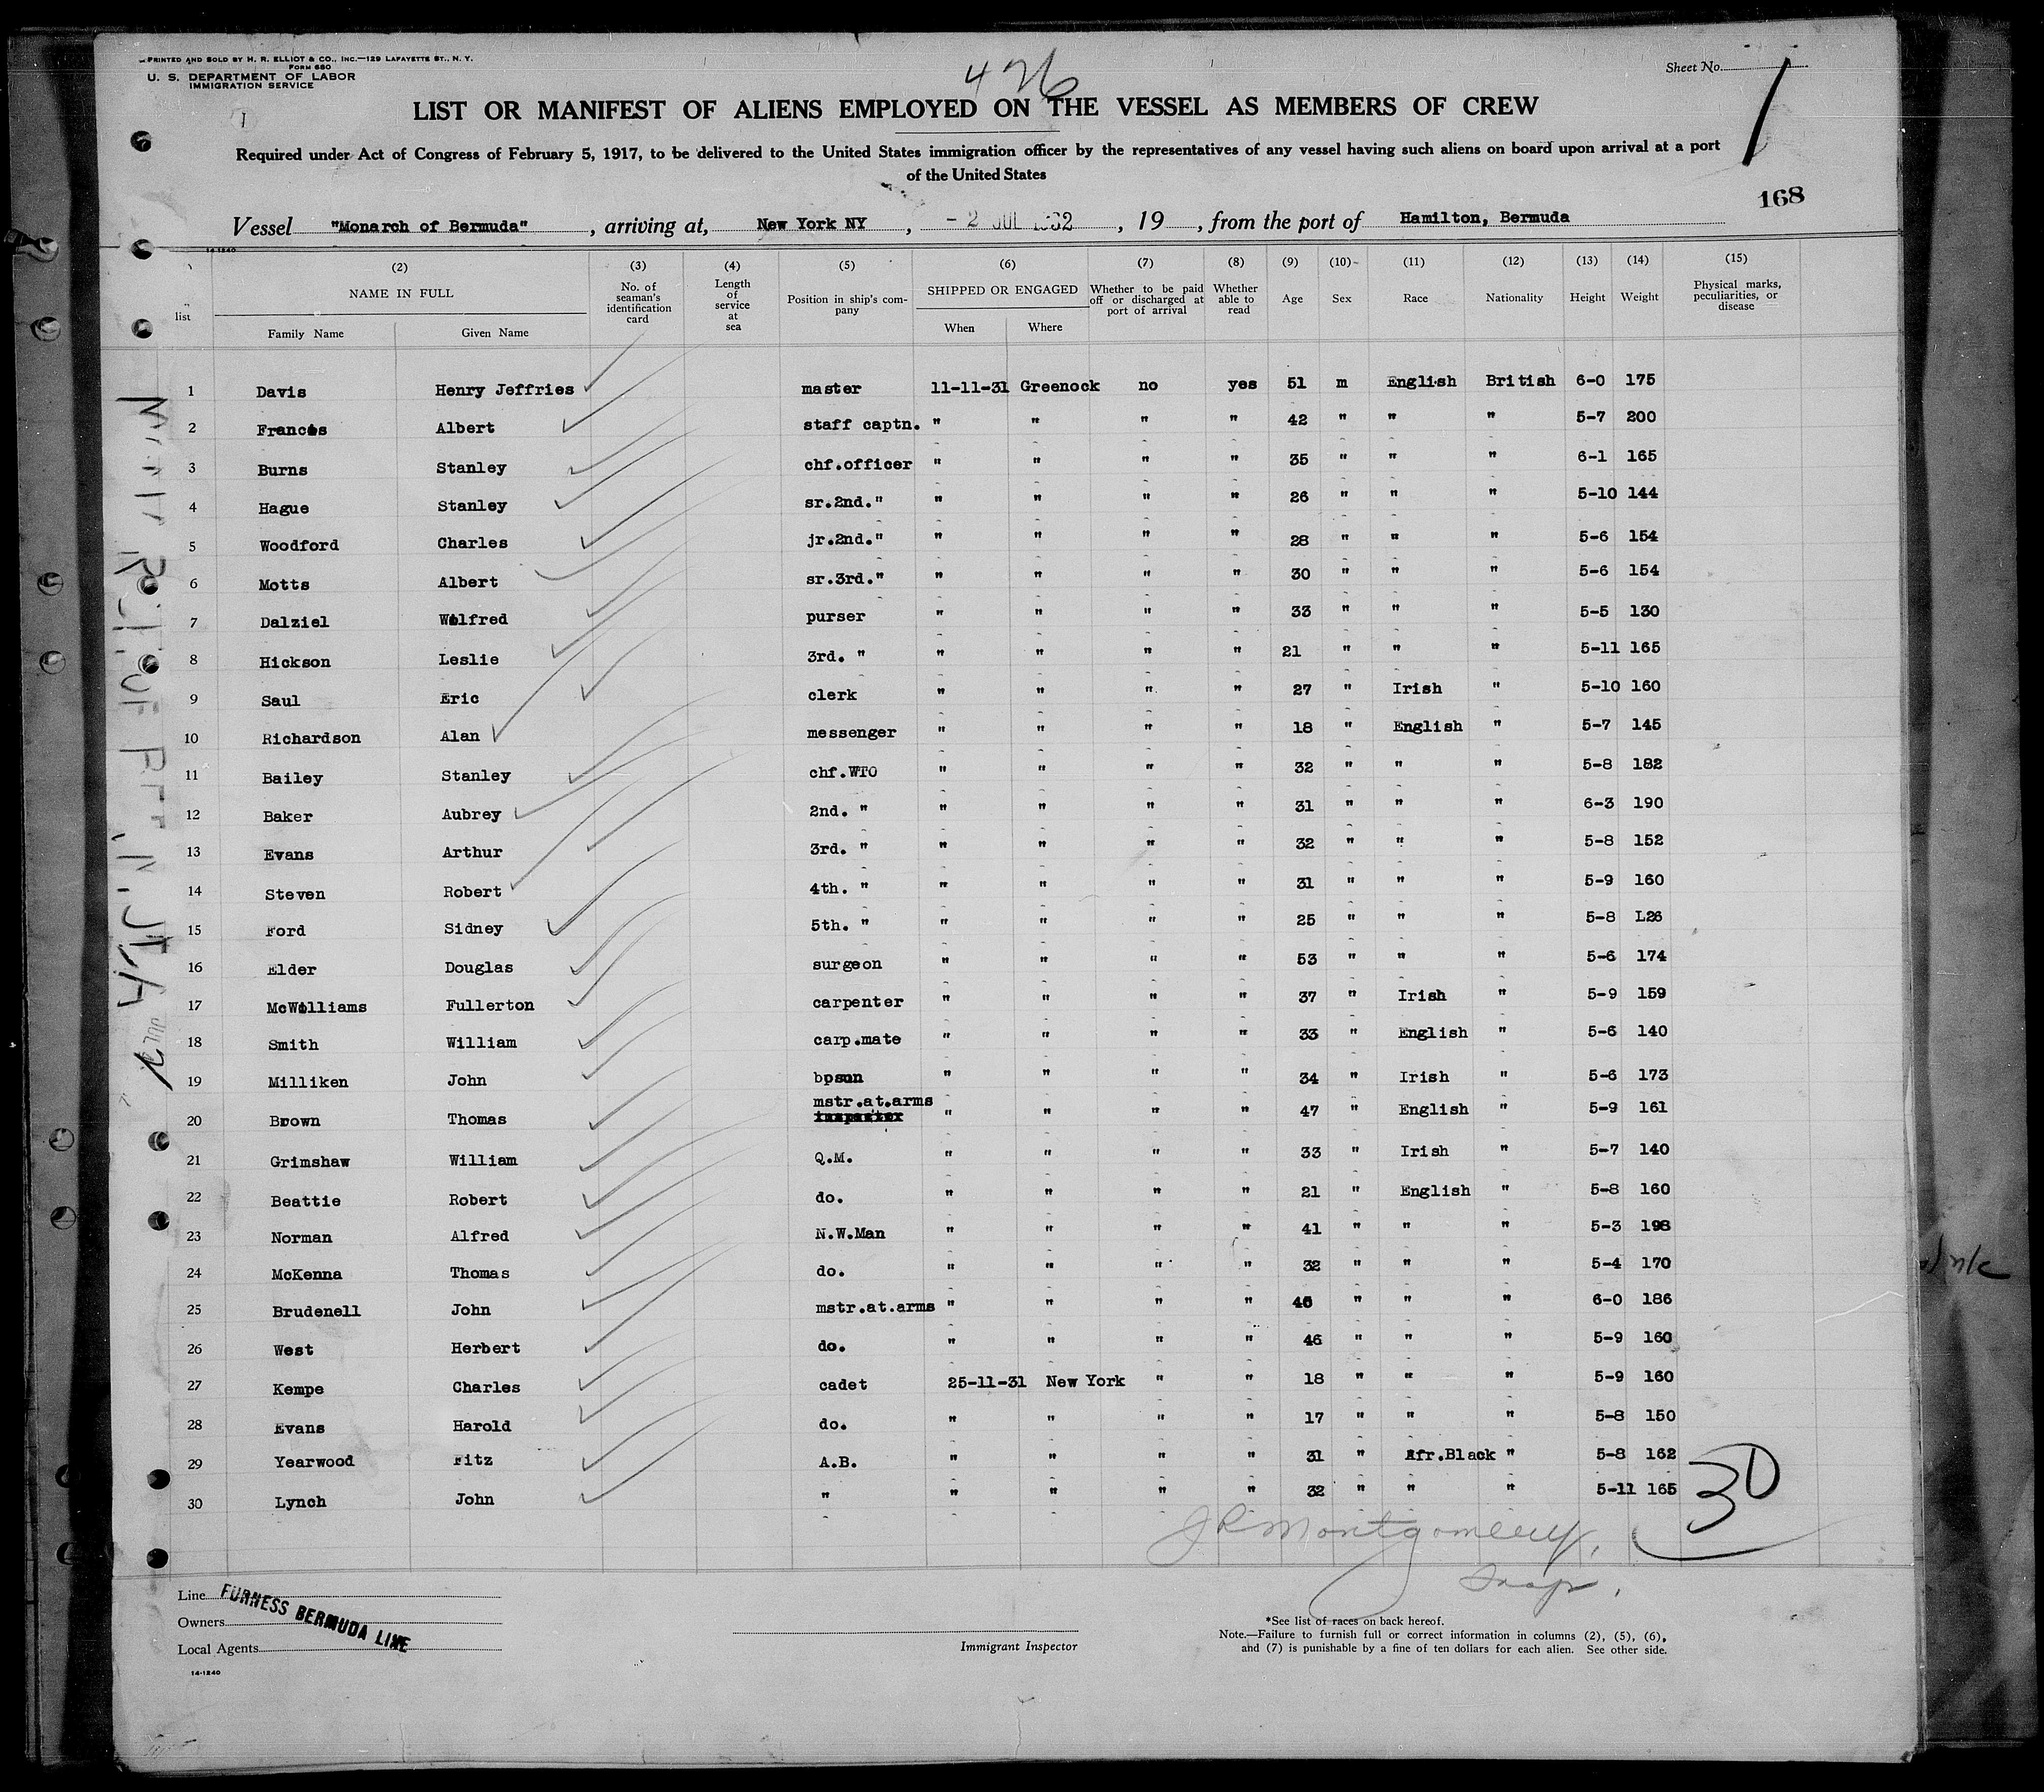 PRINTED AND SOLD BY H. R. ELLIOT & CO., INC.—129 LAFAYETTE ST., N. Y.
FORM 680
U. S. DEPARTMENT OF LABOR
IMMIGRATION SERVICE
426
Sheet No. 1
LIST OR MANIFEST OF ALIENS EMPLOYED ON THE VESSEL AS MEMBERS OF CREW
Required under Act of Congress of February 5, 1917, to be delivered to the United States immigration officer by the representatives of any vessel having such aliens on board upon arrival at a port
of the United States
168
Vessel "Monarch of Bermuda", arriving at, New York NY, -2 JUL 1932, 19 , from the port of Hamilton, Bermuda
14-1240
(2) (3) (4) (5) (6) (7) (8) (9) (10) (11) (12) (13) (14) (15)
list NAME IN FULL Family Name Given Name No. of seaman's identification card Length of service at sea Position in ship's company SHIPPED OR ENGAGED When Where Whether to be paid off or discharged at port of arrival Whether able to read Age Sex Race Nationality Height Weight Physical marks, peculiarities, or disease
1 Davis Henry Jeffries master 11-11-31 Greenock no yes 51 m English British 6-0 175
2 Francis Albert staff captn. " " " " 42 " " " 5-7 200
3 Burns Stanley chf.officer " " " " 35 " " " 6-1 165
4 Hague Stanley sr.2nd." " " " " 26 " " " 5-10 144
5 Woodford Charles jr.2nd." " " " " 28 " " " 5-6 154
6 Motts Albert sr.3rd." " " " " 30 " " " 5-6 154
7 Dalziel Wilfred purser " " " " 33 " " " 5-5 130
8 Hickson Leslie 3rd. " " " " " 21 " " " 5-11 165
9 Saul Eric clerk " " " " 27 " Irish " 5-10 160
10 Richardson Alan messenger " " " " 18 " English " 5-7 145
11 Bailey Stanley chf.WTO " " " " 32 " " " 5-8 182
12 Baker Aubrey 2nd. " " " " " 31 " " " 6-3 190
13 Evans Arthur 3rd. " " " " " 32 " " " 5-8 152
14 Steven Robert 4th. " " " " " 31 " " " 5-9 160
15 Ford Sidney 5th. " " " " " 25 " " " 5-8 L26
16 Elder Douglas surgeon " " " " 53 " " " 5-6 174
17 McWilliams Fullerton carpenter " " " " 37 " Irish " 5-9 159
18 Smith William carp.mate " " " " 33 " English " 5-6 140
19 Milliken John bpsun " " " " 34 " Irish " 5-6 173
20 Brown Thomas mstr.at.arms inspector " " " " 47 " English " 5-9 161
21 Grimshaw William Q.M. " " " " 33 " Irish " 5-7 140
22 Beattie Robert do. " " " " 21 " English " 5-8 160
23 Norman Alfred N.W.Man " " " " 41 " " " 5-3 198
24 McKenna Thomas do. " " " " 32 " " " 5-4 170
25 Brudenell John mstr.at.arms " " " " 46 " " " 6-0 186
26 West Herbert do. " " " " 46 " " " 5-9 160
27 Kempe Charles cadet 25-11-31 New York " " 18 " " " 5-9 160
28 Evans Harold do. " " " " 17 " " " 5-8 150
29 Yearwood Fitz A.B. " " " " 31 " Afr.Black " 5-8 162
30 Lynch John " " " " " 32 " " " 5-11 165
30
J R Montgomery,
Insp.
Line FURNESS BERMUDA LINE
Owners
Local Agents
14-1240
Immigrant Inspector
*See list of races on back hereof.
Note.—Failure to furnish full or correct information in columns (2), (5), (6),
and (7) is punishable by a fine of ten dollars for each alien. See other side.